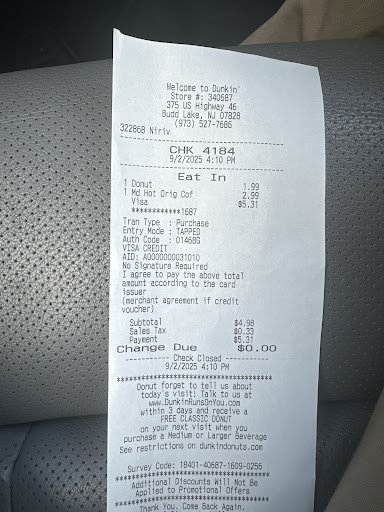 Welcome to Dunkin'
Store #: 340687
375 US Highway 46
Budd Lake, NJ 07828
(973) 527-7686
322868 Niriv
CHK 4184
9/2/2025 4:10 PM
Eat In
1 Donut 1.99
1 Md Hot Orig Cof 2.99
Visa $5.31
************1687
Tran Type : Purchase
Entry Mode : TAPPED
Auth Code : 01468G
VISA CREDIT
AID: A0000000031010
No Signature Required
I agree to pay the above total
amount according to the card
issuer
(merchant agreement if credit
voucher)
Subtotal $4.98
Sales Tax $0.33
Payment $5.31
Change Due $0.00
---------- Check Closed ----------
9/2/2025 4:10 PM
**********************************
Donut forget to tell us about
today's visit! Talk to us at
www.DunkinRunsOnYou.com
within 3 days and receive a
FREE CLASSIC DONUT
on your next visit when you
purchase a Medium or Larger Beverage
See restrictions on dunkindonuts.com
Survey Code: 18401-40687-1609-0256
**********************************
Additional Discounts Will Not Be
Applied to Promotional Offers
**********************************
Thank You. Come Back Again.